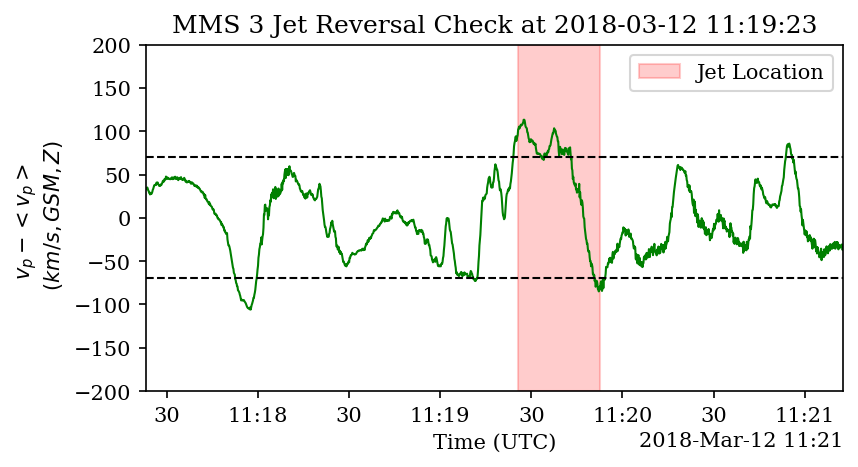 MMS 3 Jet Reversal Check at 2018-03-12 11:19:23
200
150
100
50
0
−50
−100
−150
−200
v_p − < v_p >
(km/s, GSM, Z)
Jet Location
30
11:18
30
11:19
30
11:20
30
11:21
Time (UTC)
2018-Mar-12 11:21